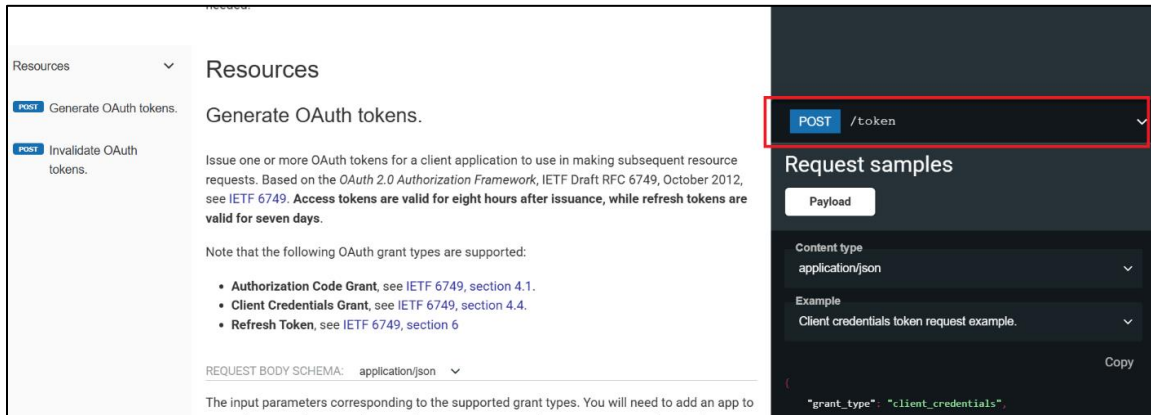 needed.
Resources
POST Generate OAuth tokens.
POST Invalidate OAuth
tokens.
Resources
Generate OAuth tokens.
Issue one or more OAuth tokens for a client application to use in making subsequent resource
requests. Based on the OAuth 2.0 Authorization Framework, IETF Draft RFC 6749, October 2012,
see IETF 6749. Access tokens are valid for eight hours after issuance, while refresh tokens are
valid for seven days.
Note that the following OAuth grant types are supported:
• Authorization Code Grant, see IETF 6749, section 4.1.
• Client Credentials Grant, see IETF 6749, section 4.4.
• Refresh Token, see IETF 6749, section 6
REQUEST BODY SCHEMA: application/json
The input parameters corresponding to the supported grant types. You will need to add an app to
POST /token
Request samples
Payload
Content type
application/json
Example
Client credentials token request example.
Copy
{
"grant_type": "client_credentials",